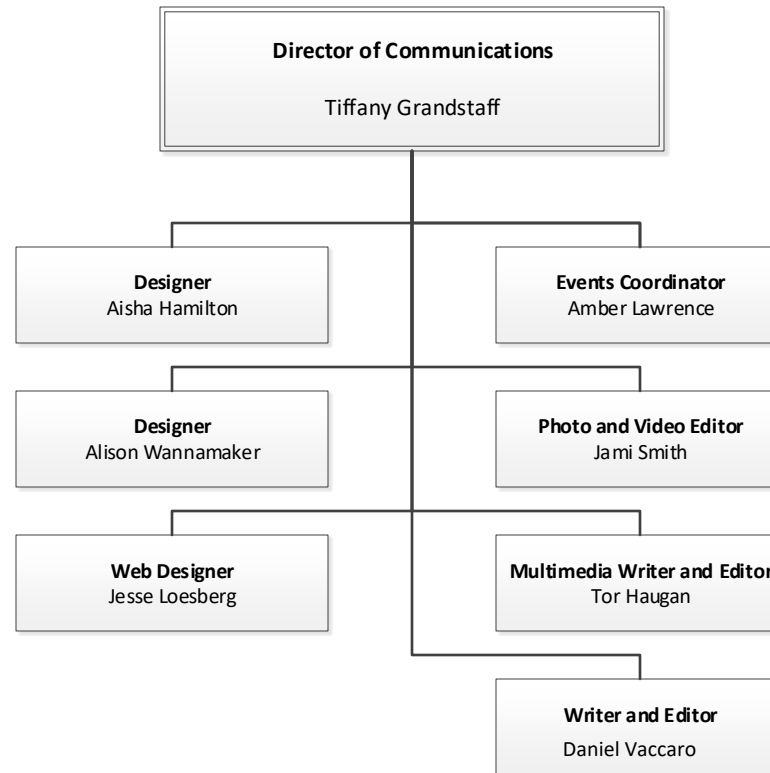 Director of Communications
Tiffany Grandstaff
Designer
Aisha Hamilton
Events Coordinator
Amber Lawrence
Designer
Alison Wannamaker
Photo and Video Editor
Jami Smith
Web Designer
Jesse Loesberg
Multimedia Writer and Editor
Tor Haugan
Writer and Editor
Daniel Vaccaro